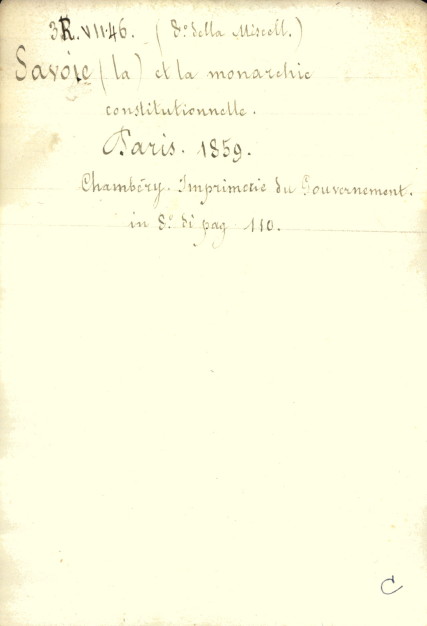 3R.VII.46. (8° della Miscell.)
Savoie (la) et la monarchie
constitutionnelle.
Paris. 1859.
Chambéry. Imprimerie du Gouvernement.
in 8° di pag 110.
C